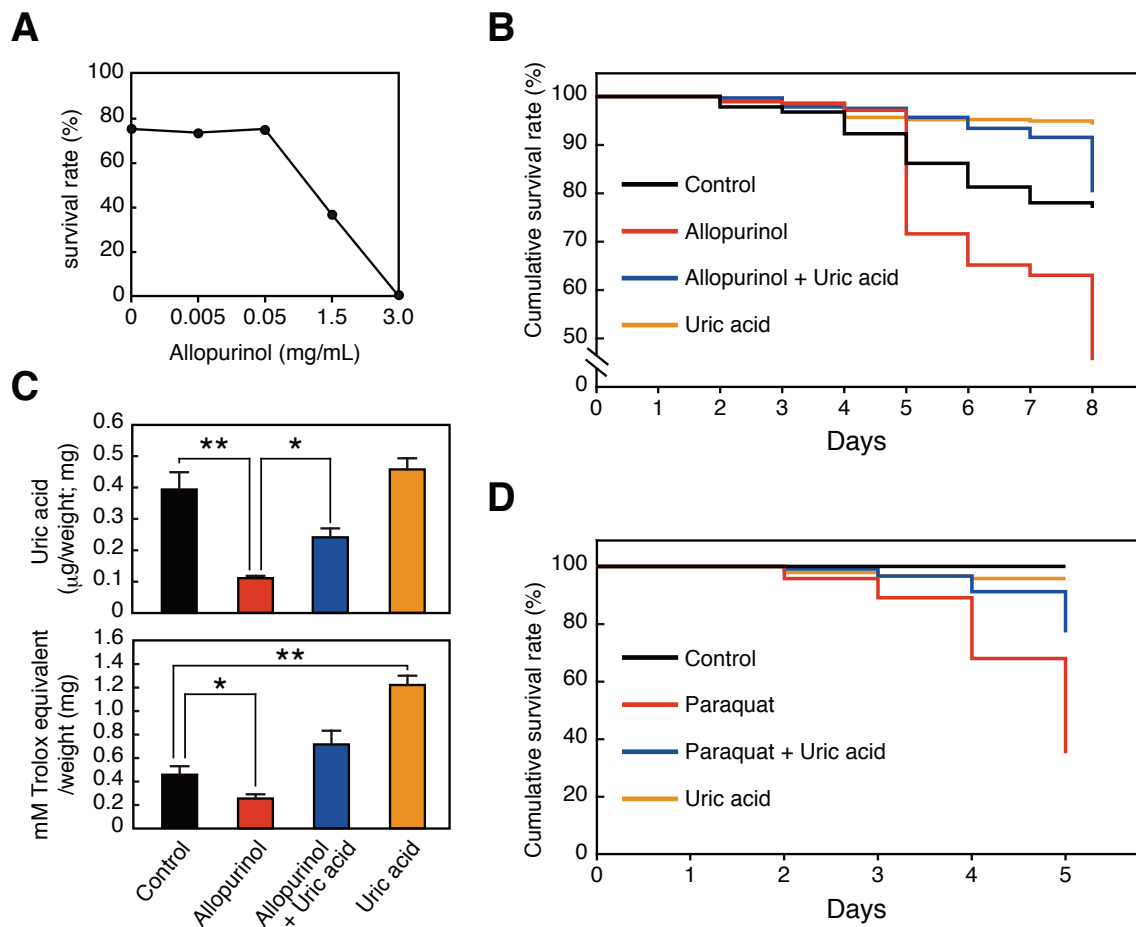 A
survival rate (%)
100
80
60
40
20
0
0 0.005 0.05 1.5 3.0
Allopurinol (mg/mL)
B
Cumulative survival rate (%)
100
90
80
70
60
50
0
Control
Allopurinol
Allopurinol + Uric acid
Uric acid
0 1 2 3 4 5 6 7 8
Days
C
Uric acid
(µg/weight; mg)
0.6
0.5
0.4
0.3
0.2
0.1
0
** *
mM Trolox equivalent
/weight (mg)
1.6
1.4
1.2
1.0
0.8
0.6
0.4
0.2
0
**
*
Control
Allopurinol
Allopurinol
+ Uric acid
Uric acid
D
Cumulative survival rate (%)
100
80
60
40
20
0
Control
Paraquat
Paraquat + Uric acid
Uric acid
0 1 2 3 4 5
Days